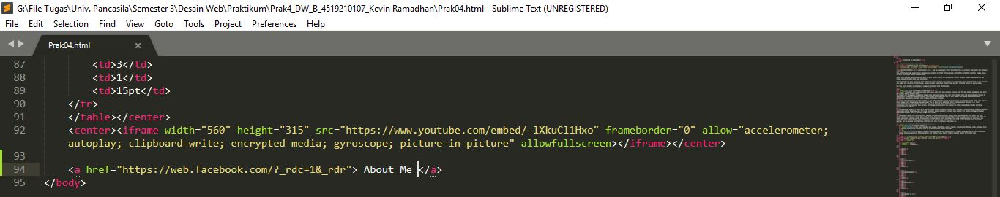 G:\File Tugas\Univ. Pancasila\Semester 3\Desain Web\Praktikum\Prak4_DW_B_4519210107_Kevin Ramadhan\Prak04.html - Sublime Text (UNREGISTERED)
File Edit Selection Find View Goto Tools Project Preferences Help
Prak04.html
87 <td>3</td>
88 <td>1</td>
89 <td>15pt</td>
90 </tr>
91 </table></center>
92 <center><iframe width="560" height="315" src="https://www.youtube.com/embed/-lXkuCl1Hxo" frameborder="0" allow="accelerometer;
autoplay; clipboard-write; encrypted-media; gyroscope; picture-in-picture" allowfullscreen></iframe></center>
93
94 <a href="https://web.facebook.com/?_rdc=1&_rdr"> About Me </a>
95 </body>